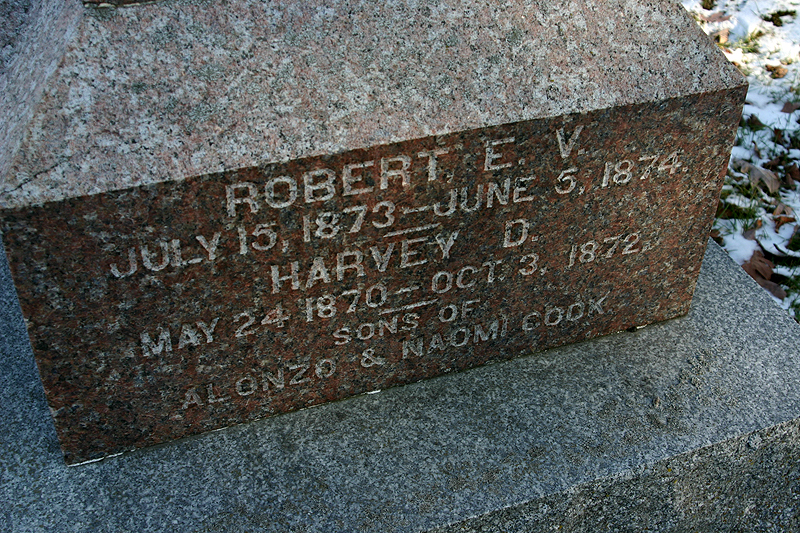 ROBERT. E. V.
JULY 15, 1873 – JUNE 5, 1874.
HARVEY D.
MAY 24 1870 – OCT. 3, 1872.
SONS OF
ALONZO & NAOMI COOK